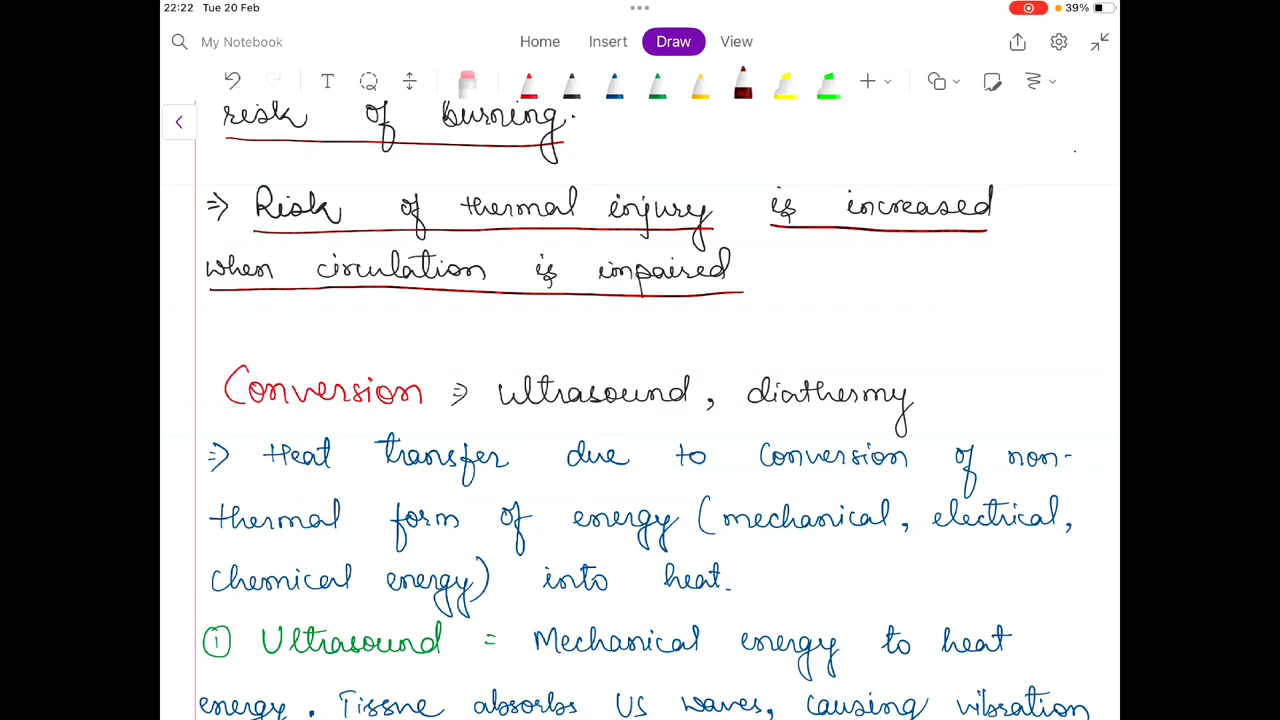 22:22 Tue 20 Feb
39%
My Notebook
Home Insert Draw View
risk of burning.
⇒ Risk of thermal injury is increased
when circulation is impaired
Conversion ⇒ ultrasound, diathermy
⇒ Heat transfer due to conversion of non-
thermal form of energy (mechanical, electrical,
chemical energy) into heat.
① Ultrasound = Mechanical energy to heat
energy. Tissue absorbs US waves, causing vibration